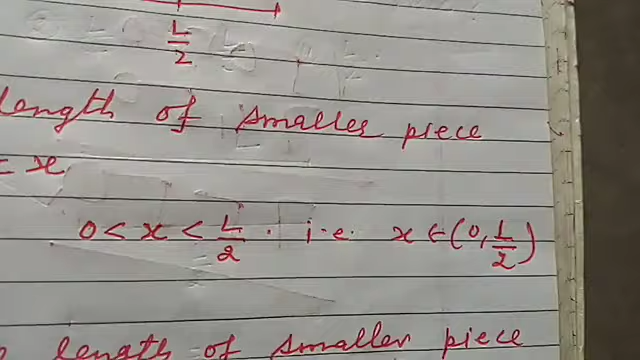 L/2
length of smaller piece
= x
0 < x < L/2 . i.e. x ∈ (0, L/2)
length of smaller piece